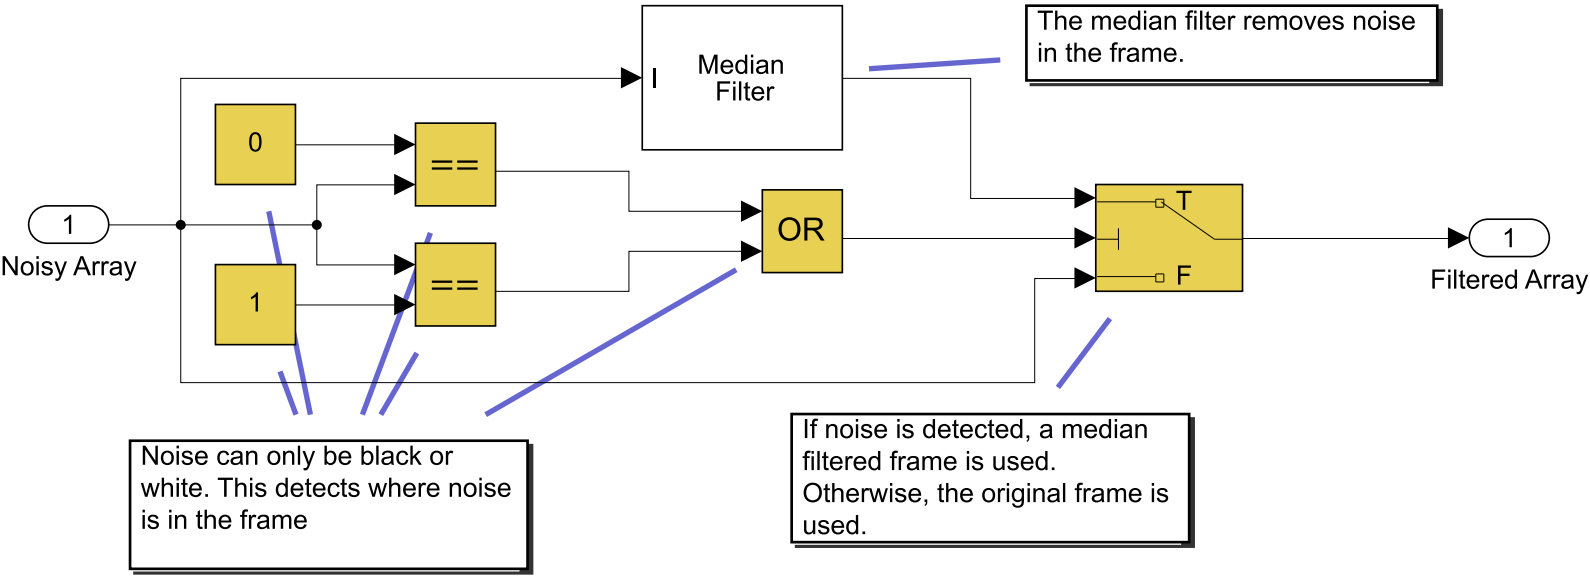 The median filter removes noise
in the frame.
I
Median
Filter
0
==
1
Noisy Array
OR
T
F
1
Filtered Array
1
==
Noise can only be black or
white. This detects where noise
is in the frame
If noise is detected, a median
filtered frame is used.
Otherwise, the original frame is
used.